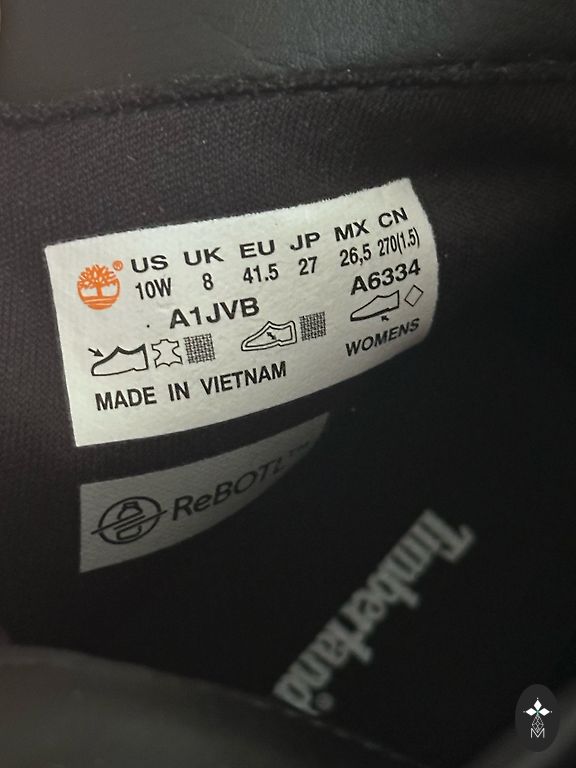 US UK EU JP MX CN
10W 8 41.5 27 26,5 270(1.5)
A1JVB A6334
WOMENS
MADE IN VIETNAM
ReBOTL™
Timberland®
M